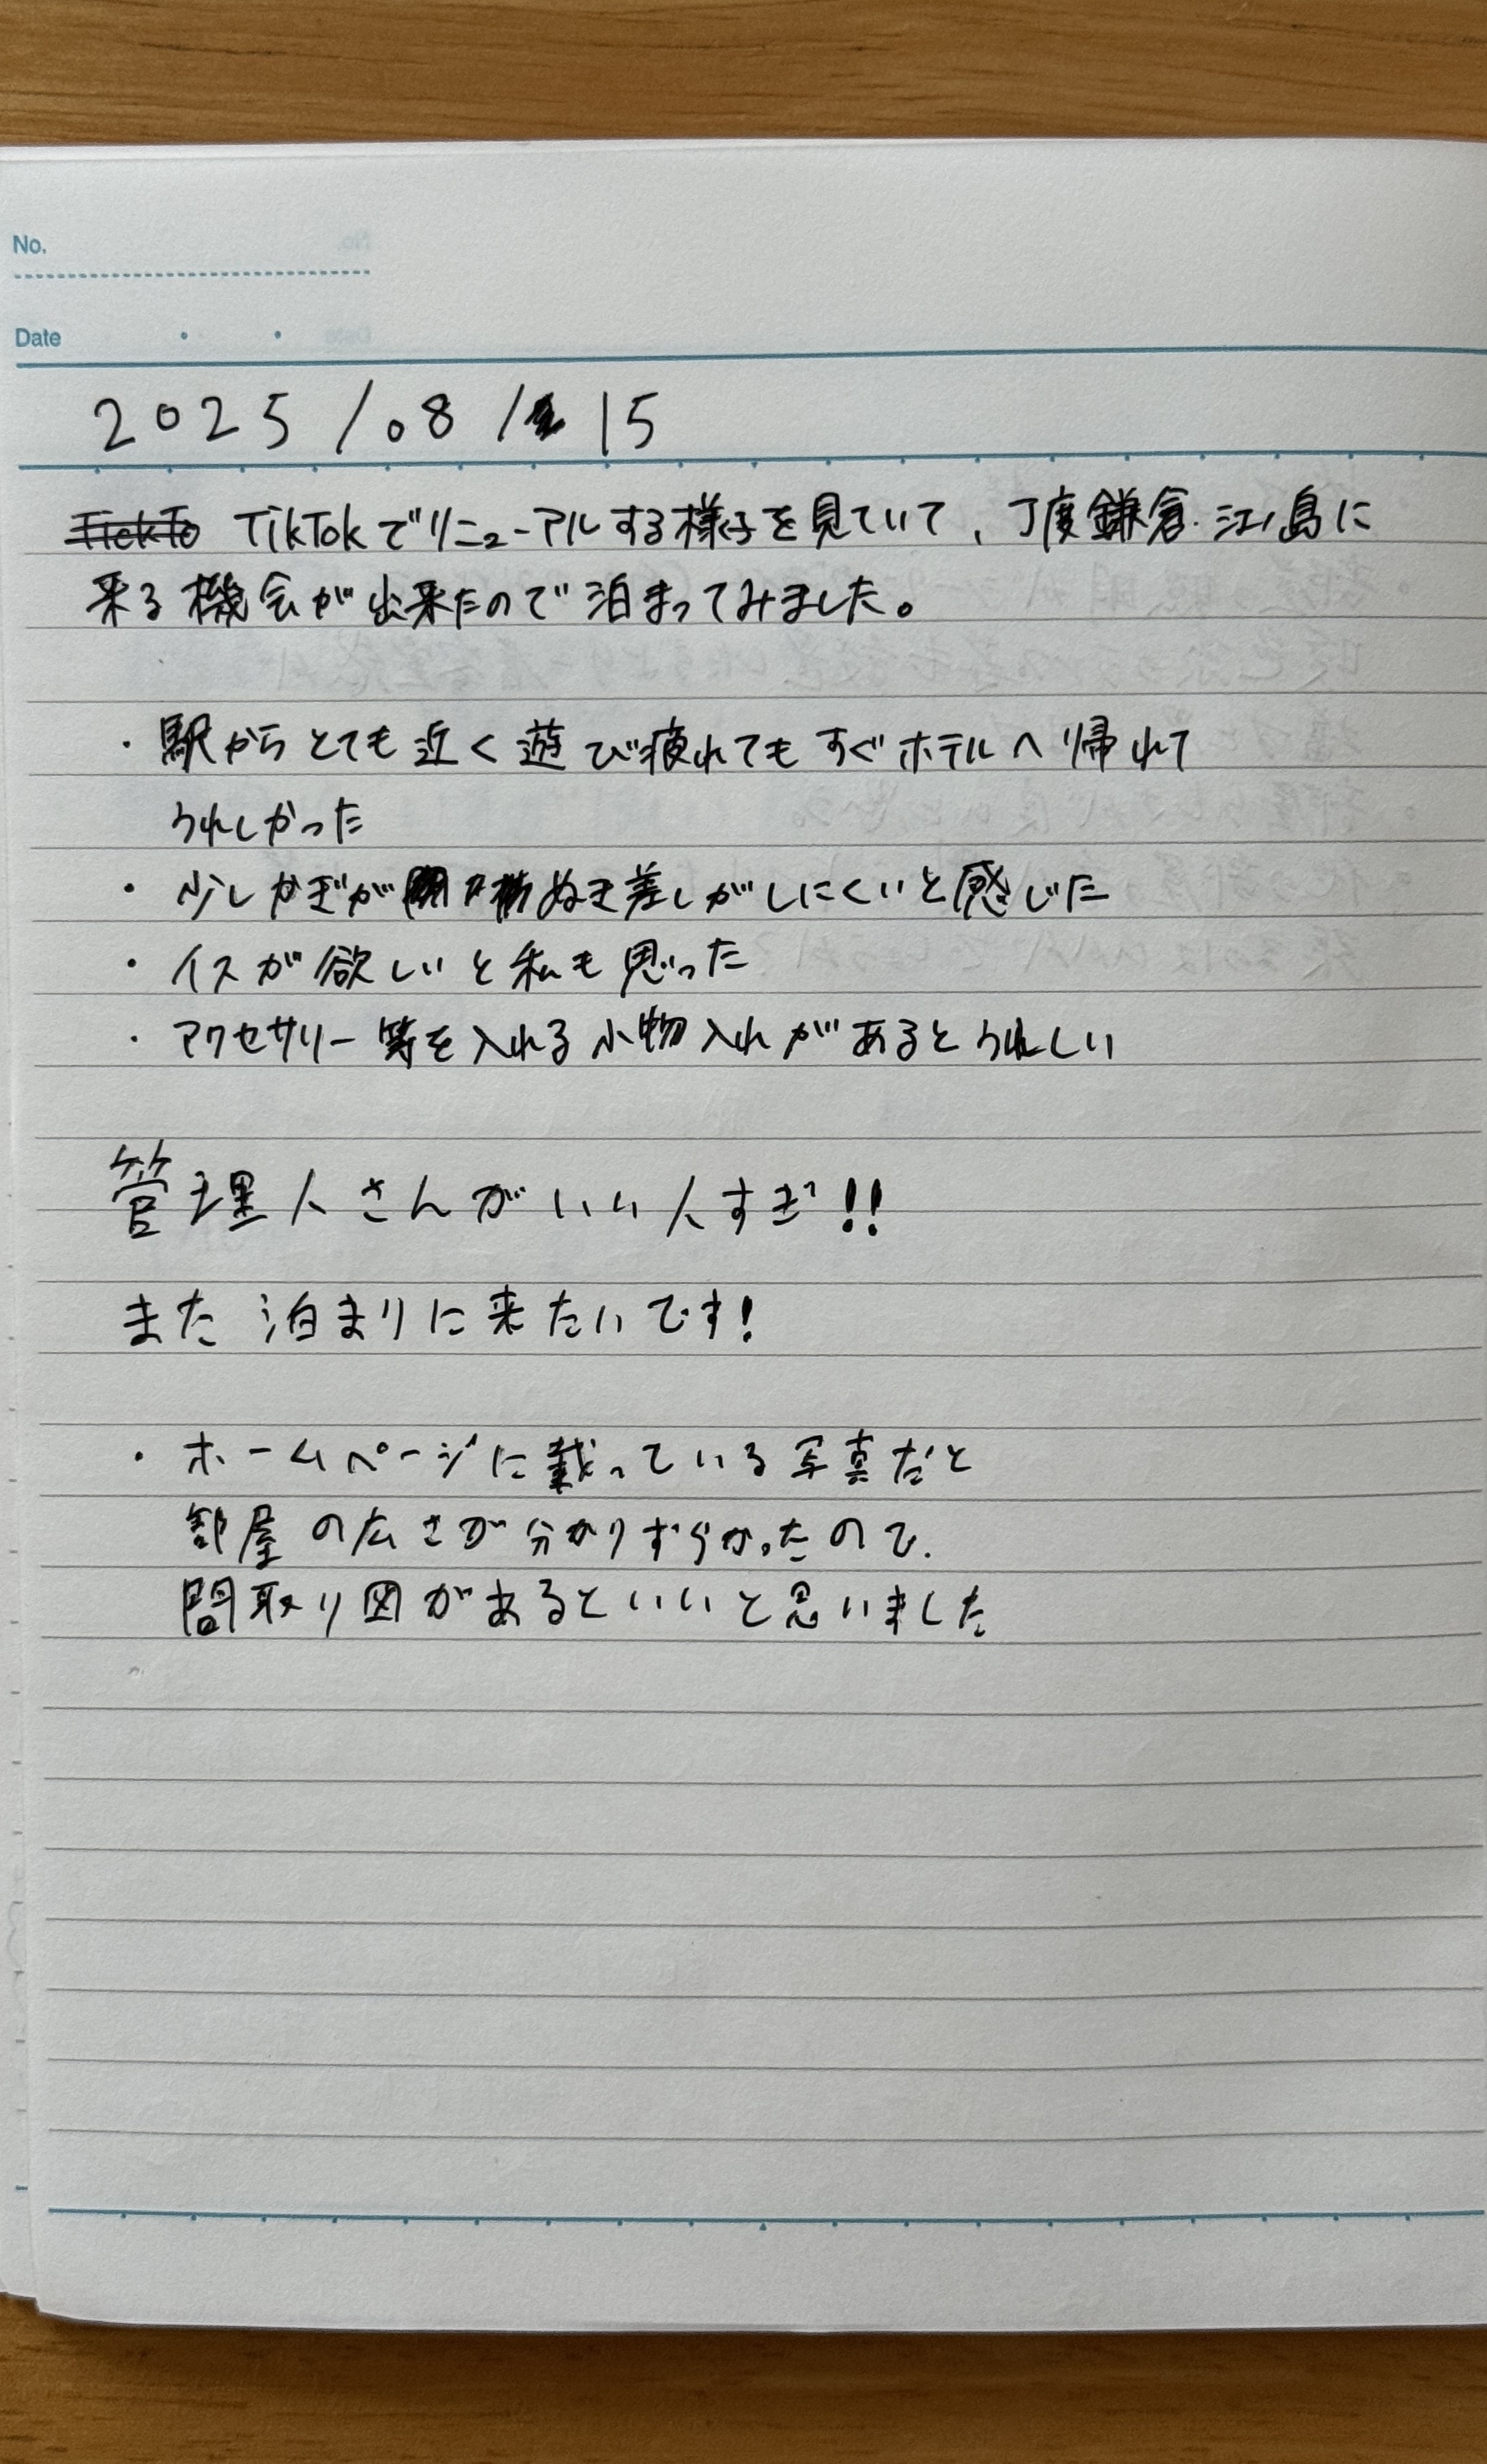 No.
Date
2025/08/15
TikTokでリニューアルする様子を見ていて、丁度鎌倉・江ノ島に
来る機会が出来たので泊まってみました。
・駅からとても近く遊び疲れてもすぐホテルへ帰れて
うれしかった
・少しかぎがぬき差しがしにくいと感じた
・イスが欲しいと私も思った
・アクセサリー等を入れる小物入れがあるとうれしい
管理人さんがいい人すぎ!!
また泊まりに来たいです!
・ホームページに載っている写真だと
部屋の広さが分かりずらかったので、
間取り図があるといいと思いました